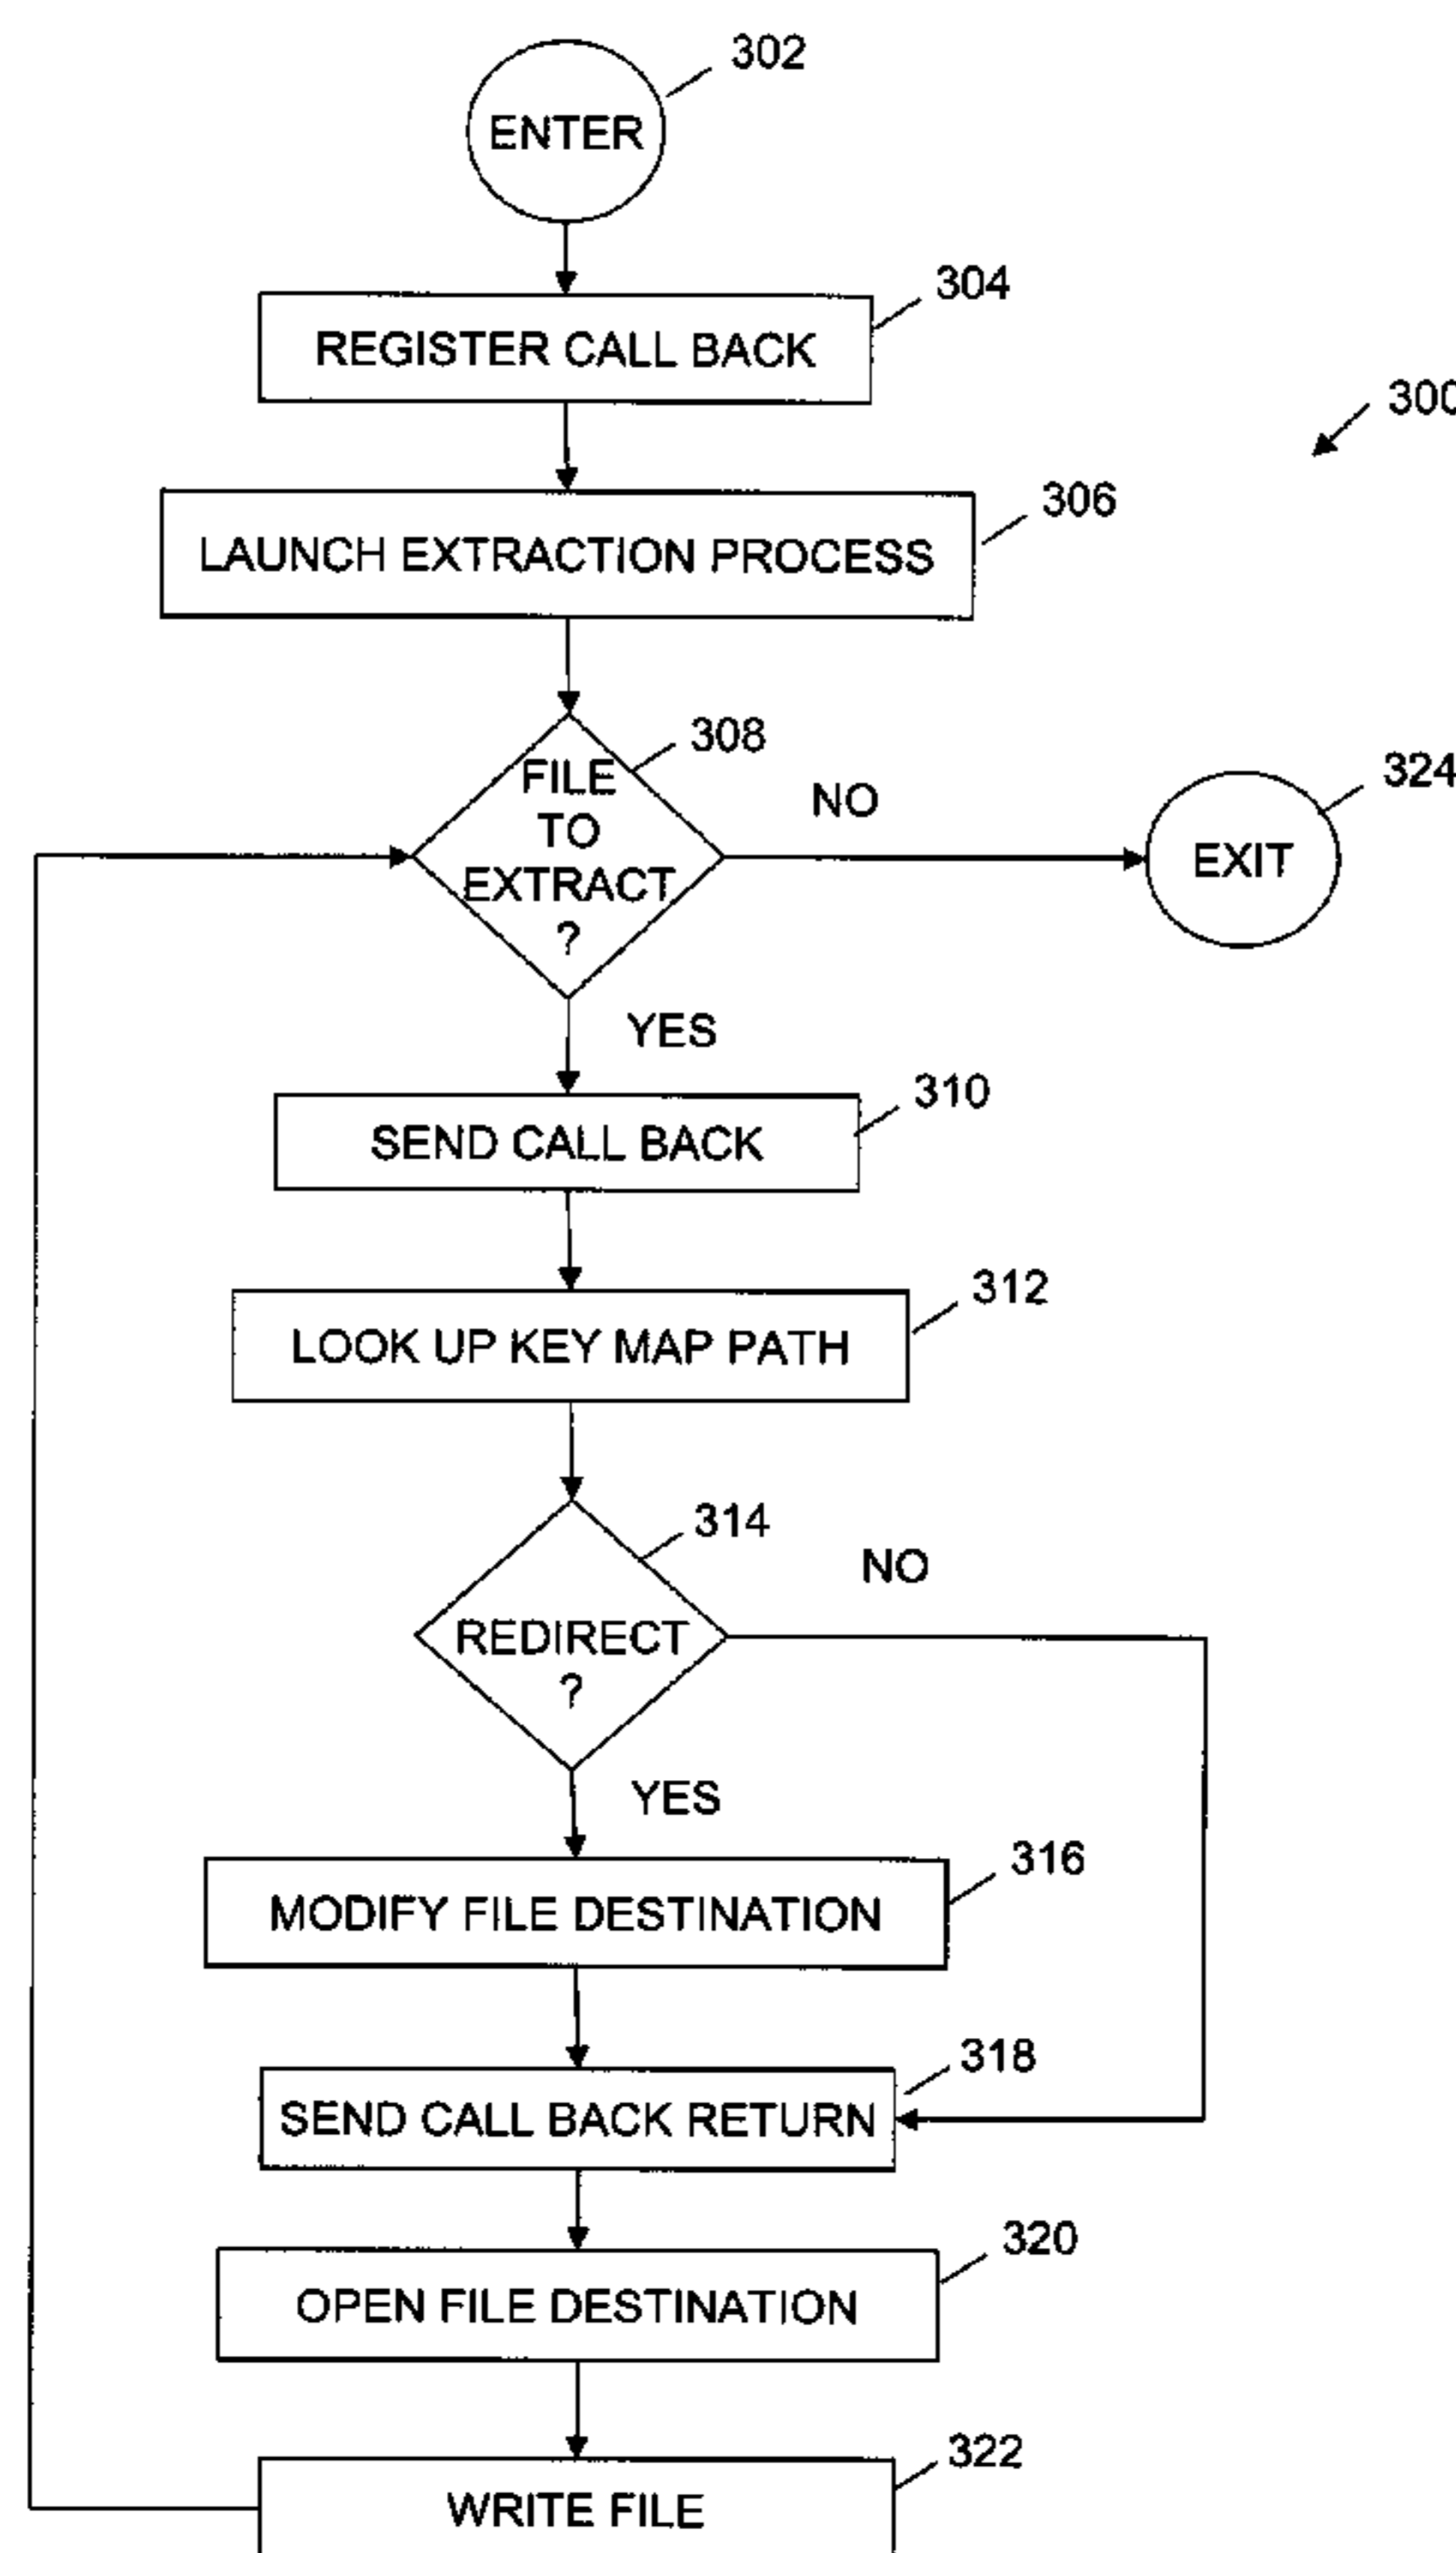 302
ENTER
304
REGISTER CALL BACK
300
306
LAUNCH EXTRACTION PROCESS
308
FILE
TO
EXTRACT
?
NO
324
EXIT
YES
310
SEND CALL BACK
312
LOOK UP KEY MAP PATH
314
REDIRECT
?
NO
YES
316
MODIFY FILE DESTINATION
318
SEND CALL BACK RETURN
320
OPEN FILE DESTINATION
322
WRITE FILE